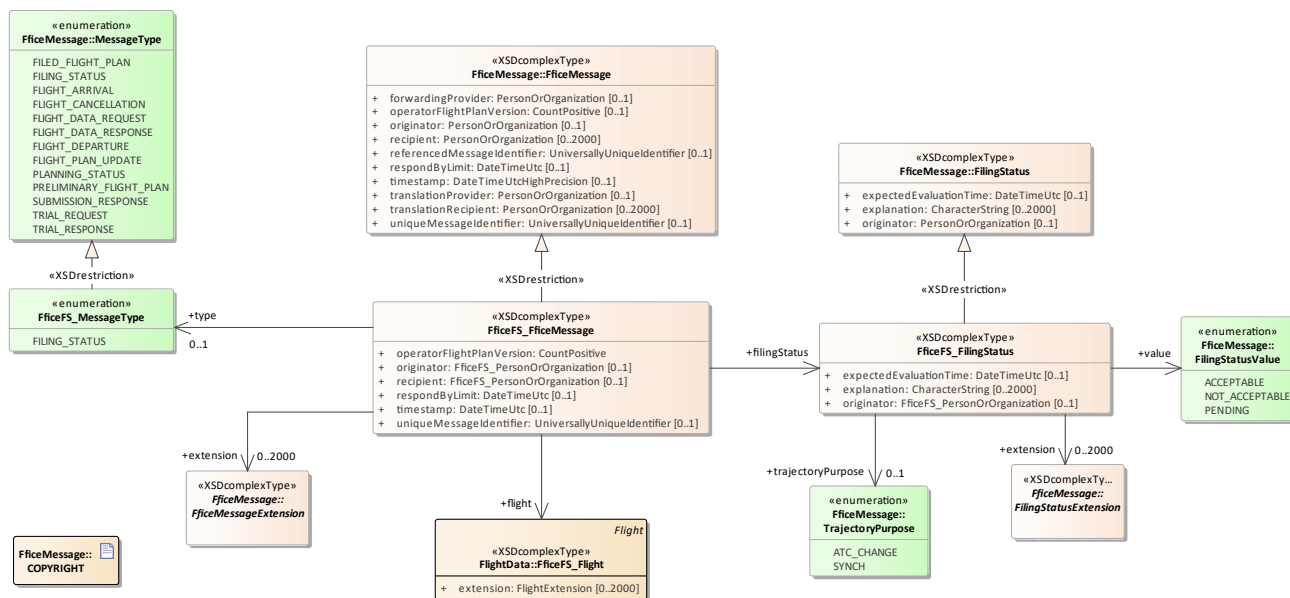 «enumeration»
FficeMessage::MessageType
FILED_FLIGHT_PLAN
FILING_STATUS
FLIGHT_ARRIVAL
FLIGHT_CANCELLATION
FLIGHT_DATA_REQUEST
FLIGHT_DATA_RESPONSE
FLIGHT_DEPARTURE
FLIGHT_PLAN_UPDATE
PLANNING_STATUS
PRELIMINARY_FLIGHT_PLAN
SUBMISSION_RESPONSE
TRIAL_REQUEST
TRIAL_RESPONSE
«XSDcomplexType»
FficeMessage::FficeMessage
+ forwardingProvider: PersonOrOrganization [0..1]
+ operatorFlightPlanVersion: CountPositive [0..1]
+ originator: PersonOrOrganization [0..1]
+ recipient: PersonOrOrganization [0..2000]
+ referencedMessageIdentifier: UniversallyUniqueIdentifier [0..1]
+ respondByLimit: DateTimeUtc [0..1]
+ timestamp: DateTimeUtcHighPrecision [0..1]
+ translationProvider: PersonOrOrganization [0..1]
+ translationRecipient: PersonOrOrganization [0..2000]
+ uniqueMessageIdentifier: UniversallyUniqueIdentifier [0..1]
«XSDcomplexType»
FficeMessage::FilingStatus
+ expectedEvaluationTime: DateTimeUtc [0..1]
+ explanation: CharacterString [0..2000]
+ originator: PersonOrOrganization [0..1]
«XSDrestriction»
«XSDrestriction»
«XSDrestriction»
«enumeration»
FficeFS_MessageType
FILING_STATUS
+type
0..1
«XSDcomplexType»
FficeFS_FficeMessage
+ operatorFlightPlanVersion: CountPositive
+ originator: FficeFS_PersonOrOrganization [0..1]
+ recipient: FficeFS_PersonOrOrganization [0..1]
+ respondByLimit: DateTimeUtc [0..1]
+ timestamp: DateTimeUtc [0..1]
+ uniqueMessageIdentifier: UniversallyUniqueIdentifier [0..1]
+filingStatus
«XSDcomplexType»
FficeFS_FilingStatus
+ expectedEvaluationTime: DateTimeUtc [0..1]
+ explanation: CharacterString [0..2000]
+ originator: FficeFS_PersonOrOrganization [0..1]
+value
«enumeration»
FficeMessage::
FilingStatusValue
ACCEPTABLE
NOT_ACCEPTABLE
PENDING
+extension
0..2000
«XSDcomplexType»
FficeMessage::
FficeMessageExtension
+flight
Flight
«XSDcomplexType»
FlightData::FficeFS_Flight
+ extension: FlightExtension [0..2000]
+trajectoryPurpose
0..1
«enumeration»
FficeMessage::
TrajectoryPurpose
ATC_CHANGE
SYNCH
+extension
0..2000
«XSDcomplexTy...
FficeMessage::
FilingStatusExtension
FficeMessage::
COPYRIGHT